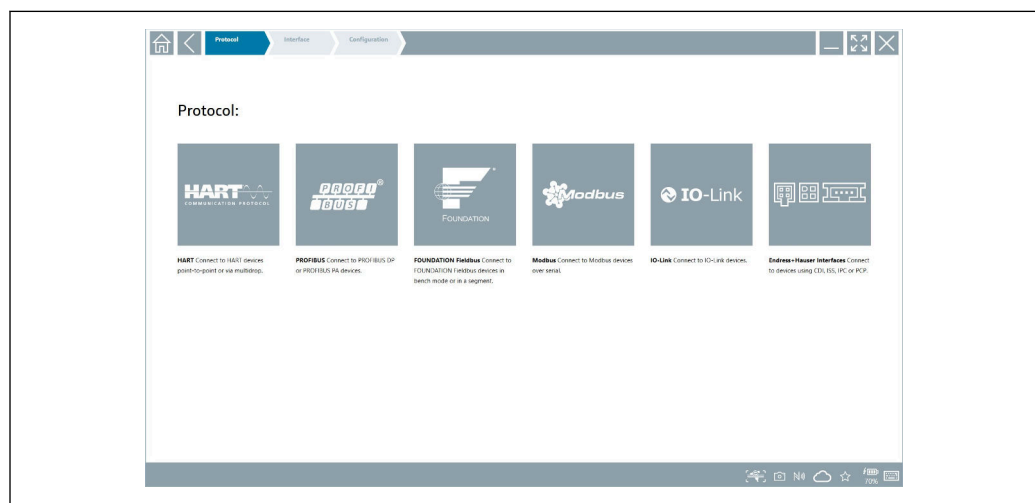 Protocol
Interface
Configuration
Protocol:
HART
COMMUNICATION PROTOCOL
PROFI®
BUS
FOUNDATION
Modbus
IO-Link
HART Connect to HART devices
point-to-point or via multidrop.
PROFIBUS Connect to PROFIBUS DP
or PROFIBUS PA devices.
FOUNDATION Fieldbus Connect to
FOUNDATION Fieldbus devices in
bench mode or in a segment.
Modbus Connect to Modbus devices
over serial.
IO-Link Connect to IO-Link devices.
Endress+Hauser Interfaces Connect
to devices using CDI, ISS, IPC or PCP.
70%